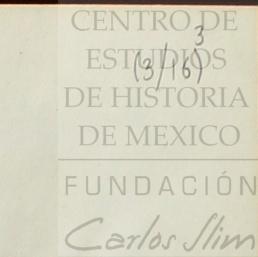 CENTRO DE
ESTUDIOS
(3/16)³
DE HISTORIA
DE MEXICO
FUNDACIÓN
Carlos Slim